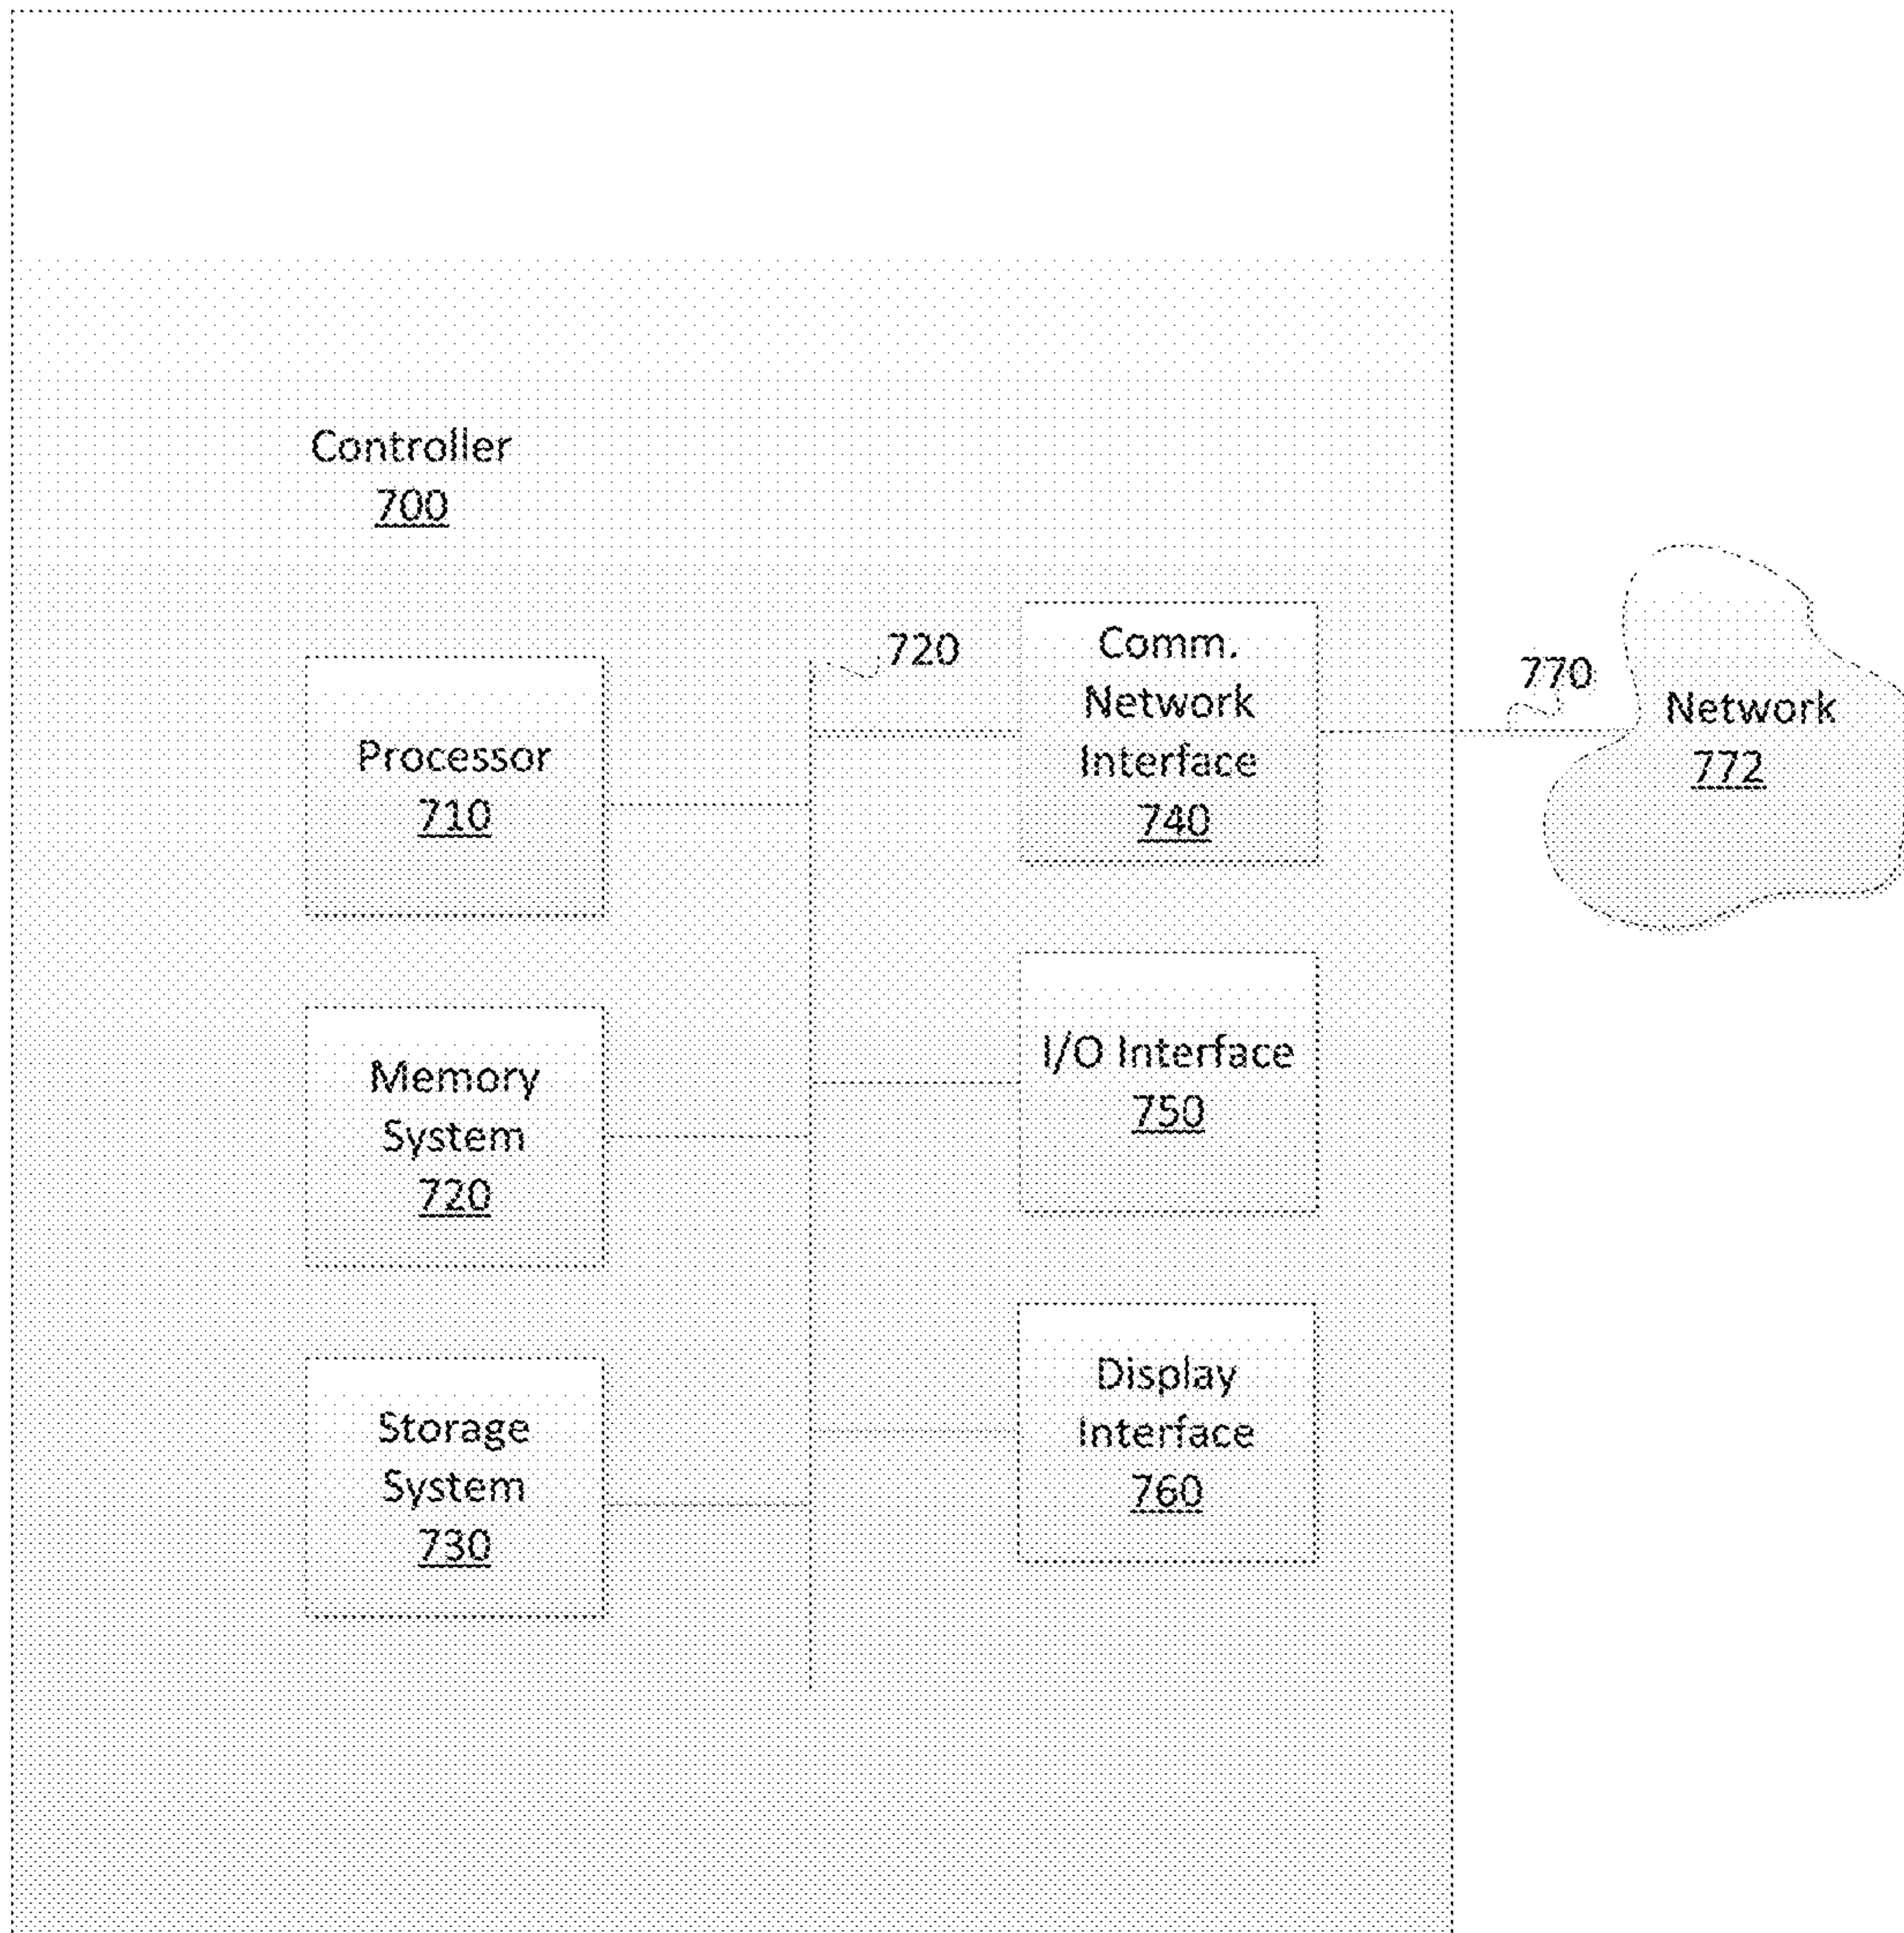 Controller
700
Processor
710
Memory
System
720
Storage
System
730
720
Comm.
Network
Interface
740
I/O Interface
750
Display
Interface
760
770
Network
772